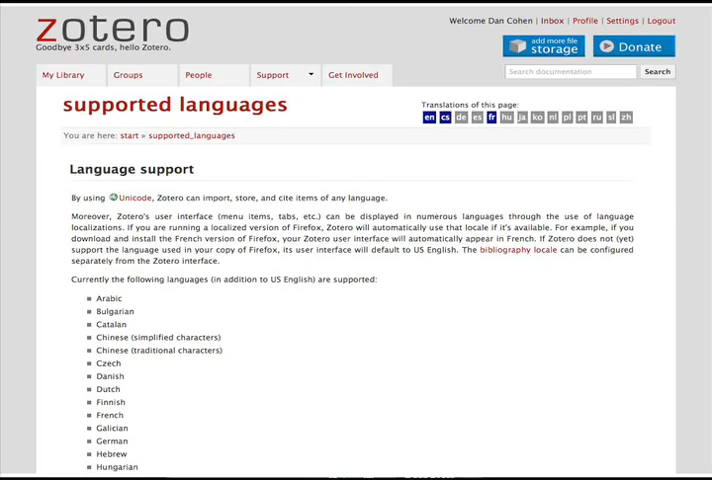 zotero
Goodbye 3x5 cards, hello Zotero.
Welcome Dan Cohen | Inbox | Profile | Settings | Logout
add more file
storage
Donate
My Library
Groups
People
Support
Get Involved
Search documentation
Search
supported languages
Translations of this page:
en cs de es fr hu ja ko nl pl pt ru sl zh
You are here: start » supported_languages
Language support
By using Unicode, Zotero can import, store, and cite items of any language.
Moreover, Zotero's user interface (menu items, tabs, etc.) can be displayed in numerous languages through the use of language
localizations. If you are running a localized version of Firefox, Zotero will automatically use that locale if it's available. For example, if you
download and install the French version of Firefox, your Zotero user interface will automatically appear in French. If Zotero does not (yet)
support the language used in your copy of Firefox, its user interface will default to US English. The bibliography locale can be configured
separately from the Zotero interface.
Currently the following languages (in addition to US English) are supported:
Arabic
Bulgarian
Catalan
Chinese (simplified characters)
Chinese (traditional characters)
Czech
Danish
Dutch
Finnish
French
Galician
German
Hebrew
Hungarian